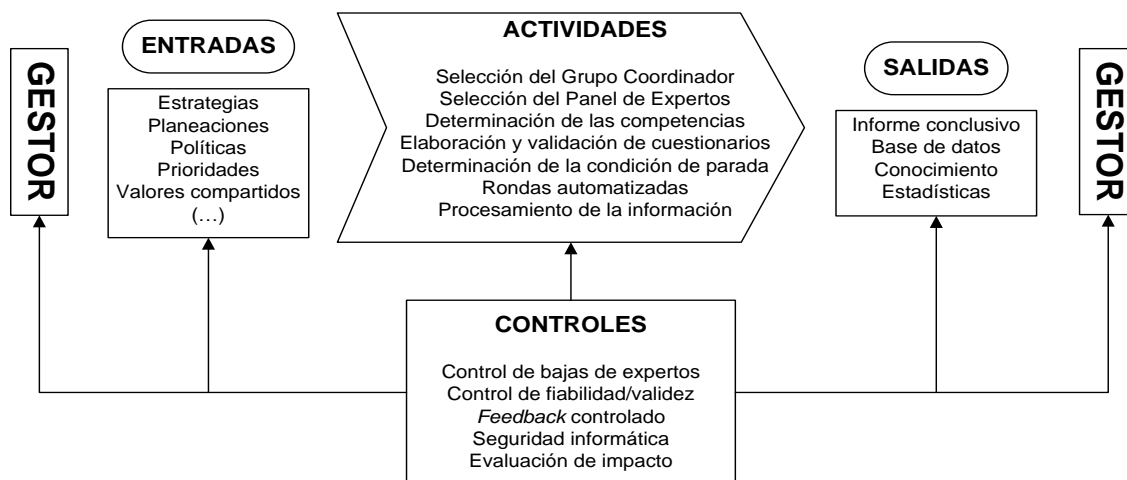 GESTOR
ENTRADAS
Estrategias
Planeaciones
Políticas
Prioridades
Valores compartidos
(…)
ACTIVIDADES
Selección del Grupo Coordinador
Selección del Panel de Expertos
Determinación de las competencias
Elaboración y validación de cuestionarios
Determinación de la condición de parada
Rondas automatizadas
Procesamiento de la información
SALIDAS
Informe conclusivo
Base de datos
Conocimiento
Estadísticas
GESTOR
CONTROLES
Control de bajas de expertos
Control de fiabilidad/validez
Feedback controlado
Seguridad informática
Evaluación de impacto